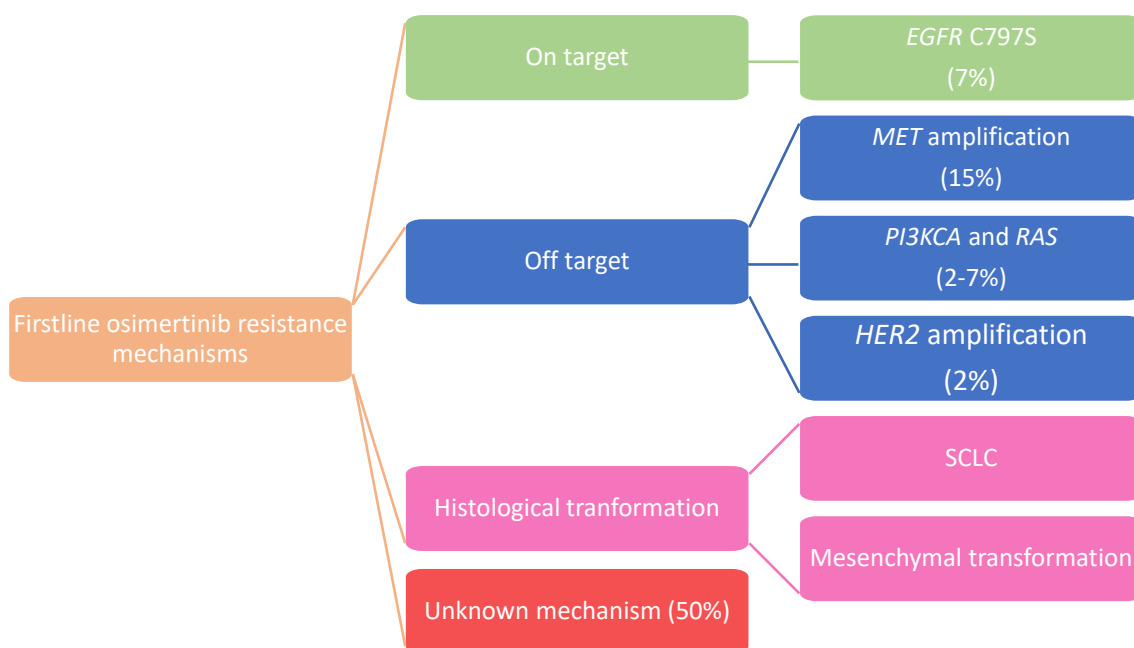 Firstline osimertinib resistance
mechanisms
On target
EGFR C797S
(7%)
Off target
MET amplification
(15%)
PI3KCA and RAS
(2-7%)
HER2 amplification
(2%)
Histological tranformation
SCLC
Mesenchymal transformation
Unknown mechanism (50%)